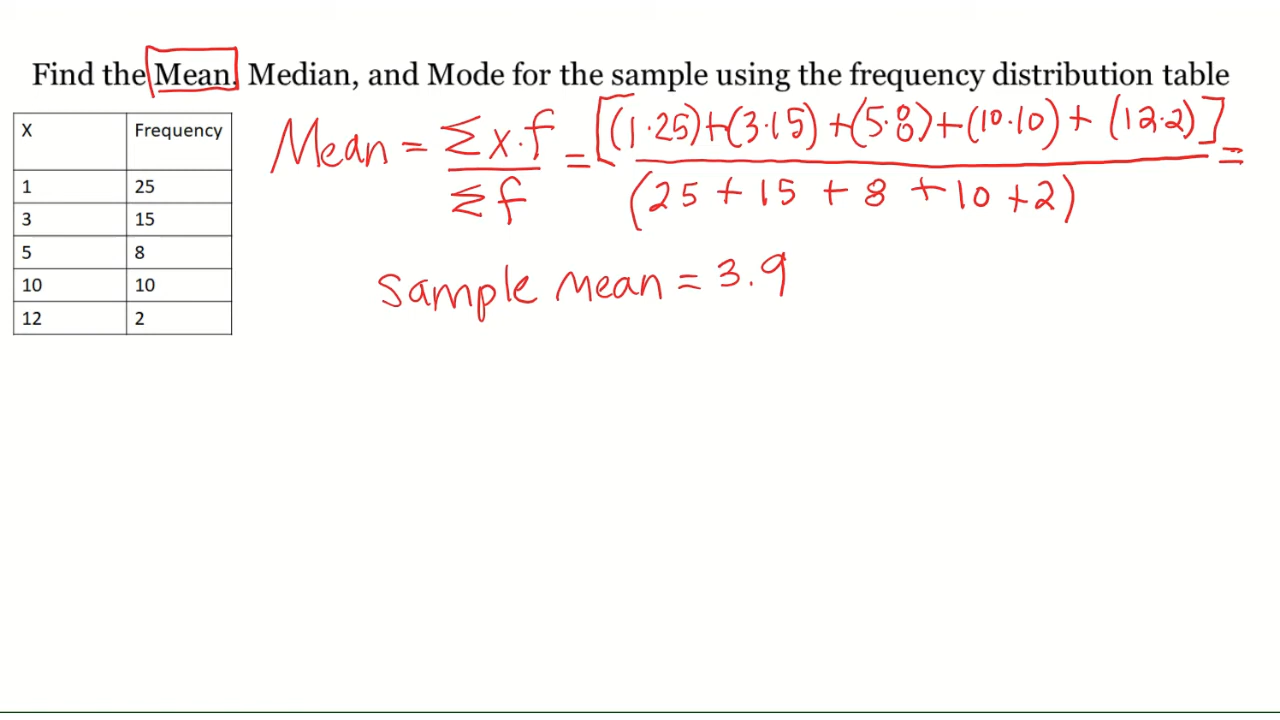 Find the Mean, Median, and Mode for the sample using the frequency distribution table
X Frequency
1 25
3 15
5 8
10 10
12 2
Mean = Σx·f / Σf = [(1·25)+(3·15)+(5·8)+(10·10)+(12·2)] / (25+15+8+10+2) =
Sample mean = 3.9